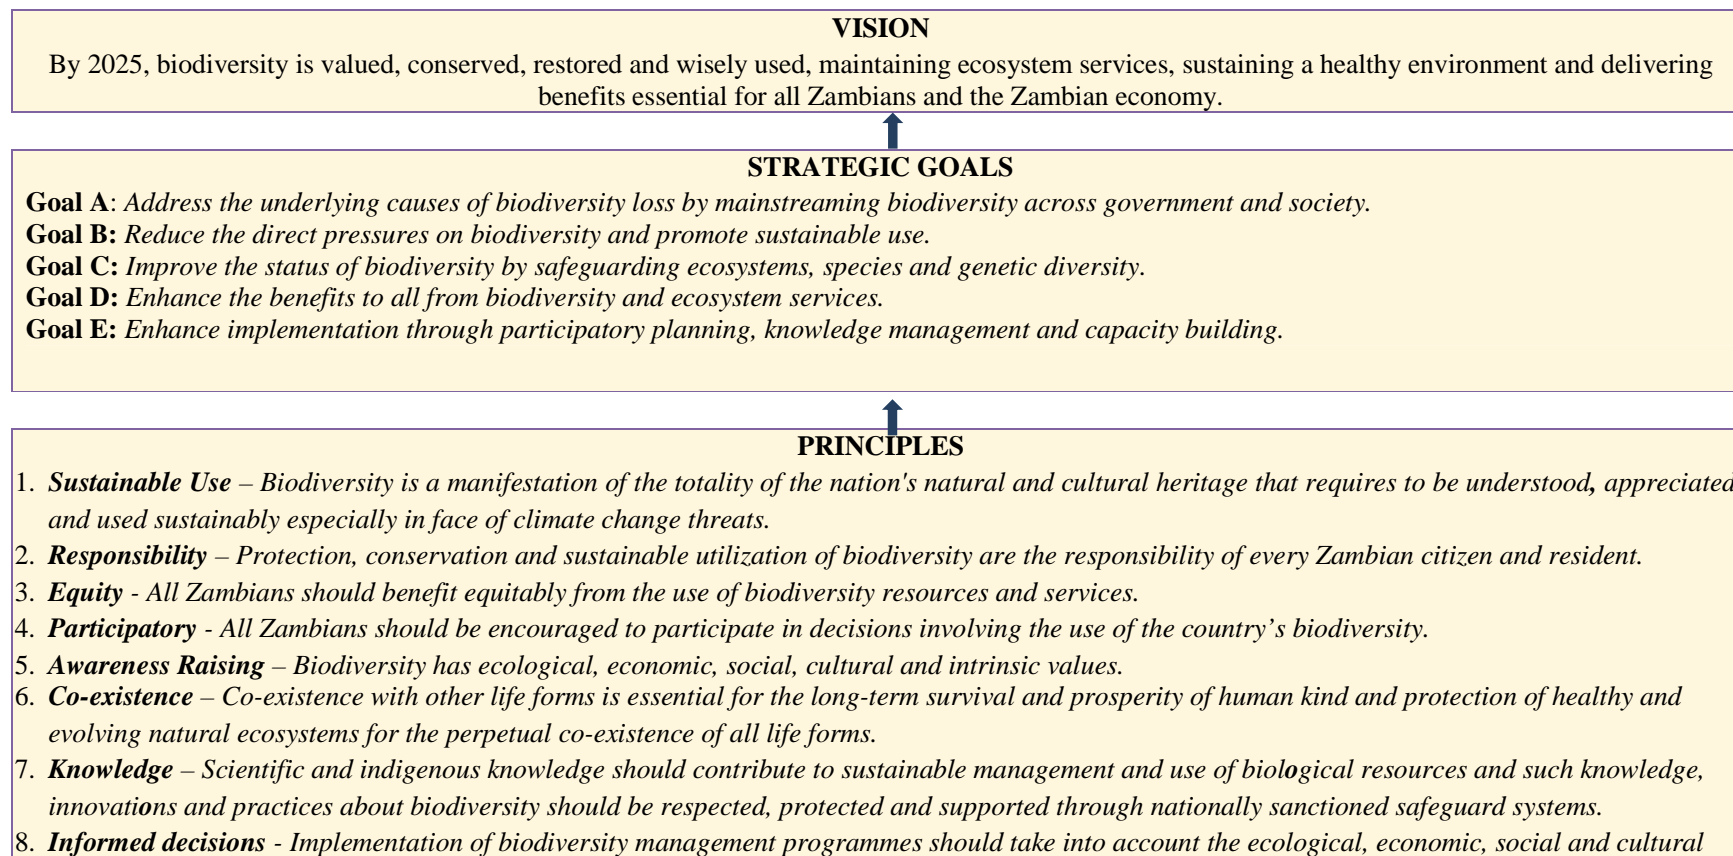 VISION
By 2025, biodiversity is valued, conserved, restored and wisely used, maintaining ecosystem services, sustaining a healthy environment and delivering
benefits essential for all Zambians and the Zambian economy.
STRATEGIC GOALS
Goal A: Address the underlying causes of biodiversity loss by mainstreaming biodiversity across government and society.
Goal B: Reduce the direct pressures on biodiversity and promote sustainable use.
Goal C: Improve the status of biodiversity by safeguarding ecosystems, species and genetic diversity.
Goal D: Enhance the benefits to all from biodiversity and ecosystem services.
Goal E: Enhance implementation through participatory planning, knowledge management and capacity building.
PRINCIPLES
1. Sustainable Use – Biodiversity is a manifestation of the totality of the nation's natural and cultural heritage that requires to be understood, appreciated
and used sustainably especially in face of climate change threats.
2. Responsibility – Protection, conservation and sustainable utilization of biodiversity are the responsibility of every Zambian citizen and resident.
3. Equity - All Zambians should benefit equitably from the use of biodiversity resources and services.
4. Participatory - All Zambians should be encouraged to participate in decisions involving the use of the country’s biodiversity.
5. Awareness Raising – Biodiversity has ecological, economic, social, cultural and intrinsic values.
6. Co-existence – Co-existence with other life forms is essential for the long-term survival and prosperity of human kind and protection of healthy and
evolving natural ecosystems for the perpetual co-existence of all life forms.
7. Knowledge – Scientific and indigenous knowledge should contribute to sustainable management and use of biological resources and such knowledge,
innovations and practices about biodiversity should be respected, protected and supported through nationally sanctioned safeguard systems.
8. Informed decisions - Implementation of biodiversity management programmes should take into account the ecological, economic, social and cultural